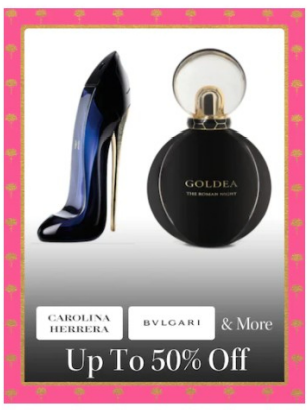 GOLDEA
THE ROMAN NIGHT
CAROLINA
HERRERA
BVLGARI
& More
Up To 50% Off